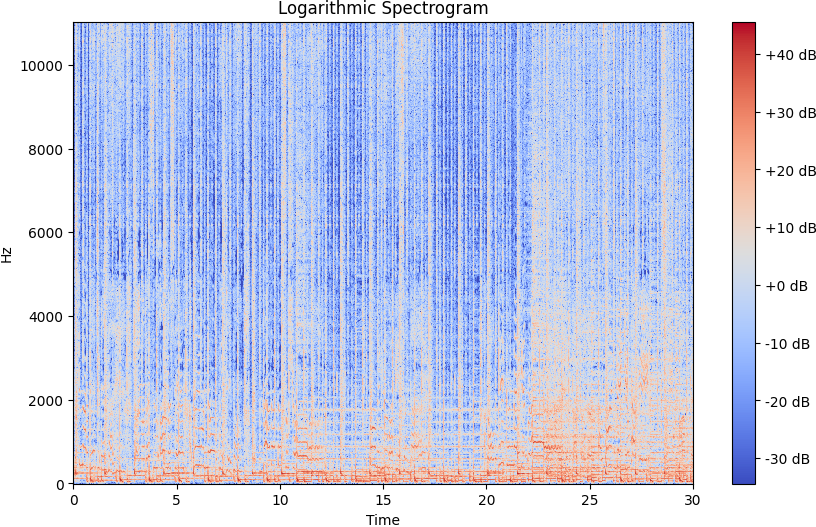 Logarithmic Spectrogram
Hz
10000
8000
6000
4000
2000
0
0 5 10 15 20 25 30
Time
+40 dB
+30 dB
+20 dB
+10 dB
+0 dB
-10 dB
-20 dB
-30 dB